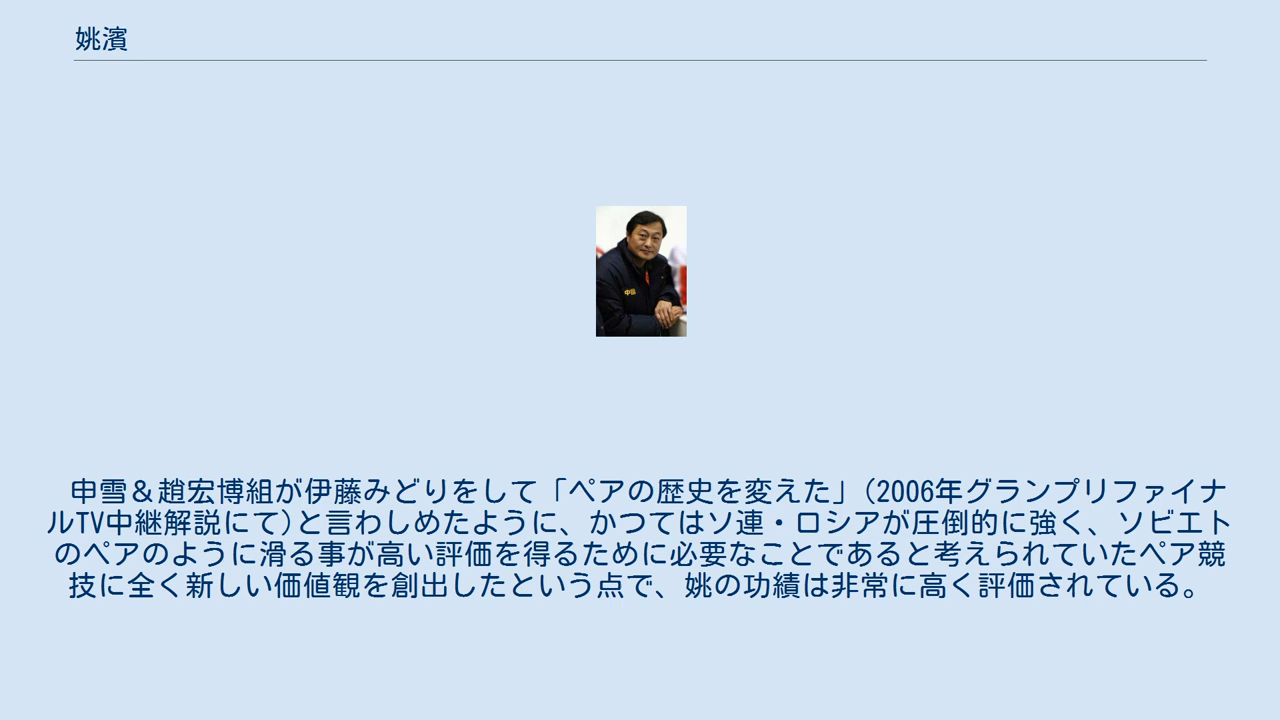 姚濱
中国
申雪＆趙宏博組が伊藤みどりをして「ペアの歴史を変えた」(2006年グランプリファイナ
ルTV中継解説にて)と言わしめたように、かつてはソ連・ロシアが圧倒的に強く、ソビエト
のペアのように滑る事が高い評価を得るために必要なことであると考えられていたペア競
技に全く新しい価値観を創出したという点で、姚の功績は非常に高く評価されている。